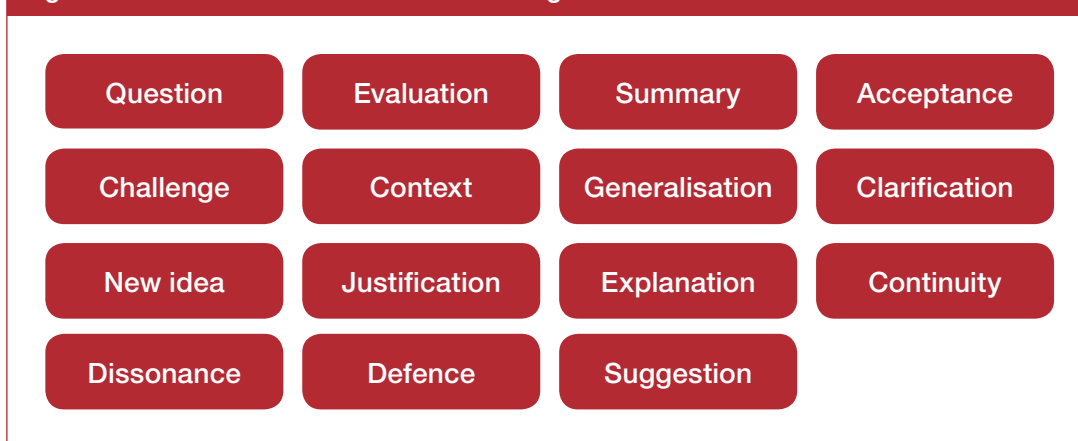 Question Evaluation Summary Acceptance
Challenge Context Generalisation Clarification
New idea Justification Explanation Continuity
Dissonance Defence Suggestion